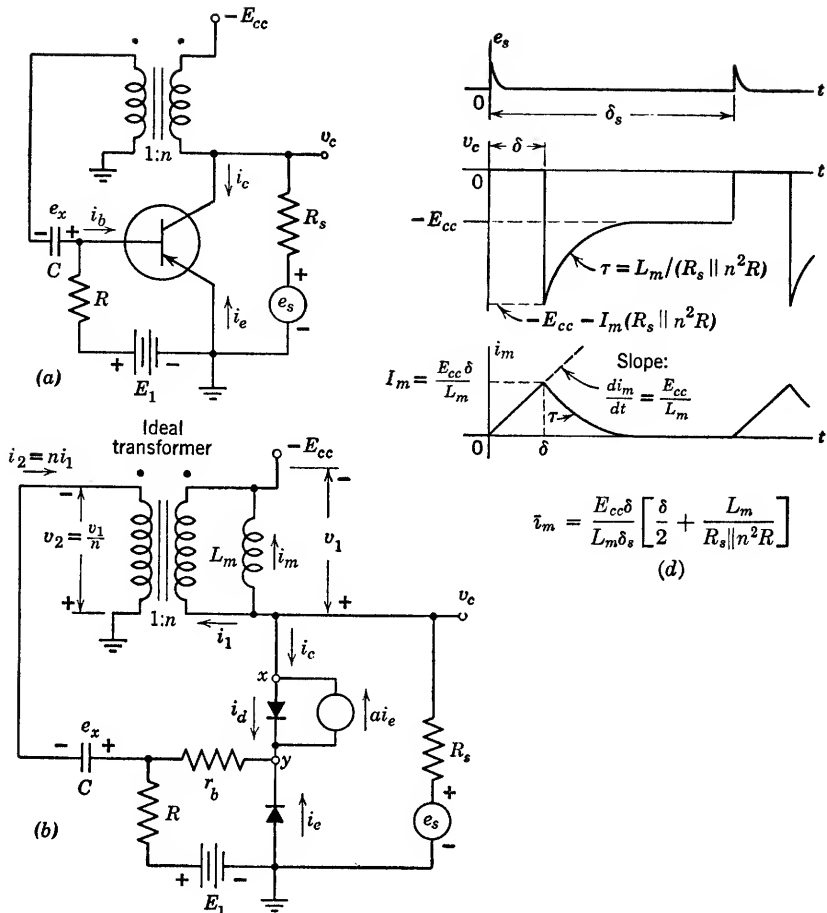 −E_cc
1:n
v_c
i_c
R_s
e_x
i_b
− +
C
R
+
e_s
−
i_e
+ −
E_1
(a)
e_s
t
0
δ_s
v_c δ
0
t
−E_cc
τ = L_m/(R_s ∥ n²R)
−E_cc − I_m(R_s ∥ n²R)
i_m
Slope:
I_m = E_ccδ/L_m
di_m/dt = E_cc/L_m
τ
0
δ
t
ī_m = E_ccδ/L_mδ_s [δ/2 + L_m/R_s∥n²R]
(d)
Ideal
transformer
−E_cc
i_2 = ni_1
−
−
v_2 = v_1/n
L_m
i_m
v_1
+
+
1:n
i_1
v_c
i_c
x
i_d
ai_e
e_x
− +
C
r_b
y
R_s
R
+
e_s
−
i_e
(b)
+ −
E_1